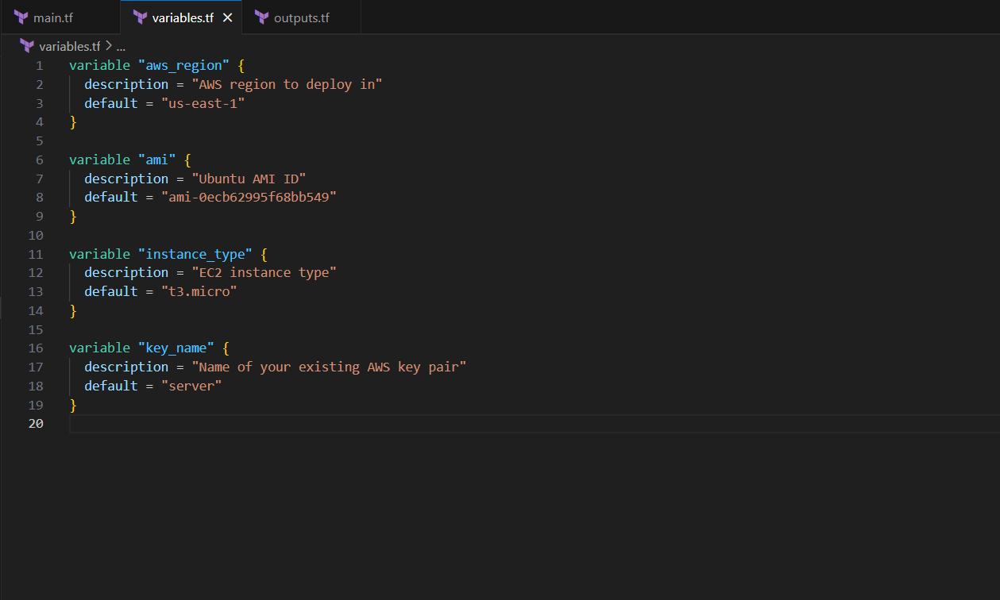 main.tf
variables.tf
outputs.tf
variables.tf > ...
1 variable "aws_region" {
2   description = "AWS region to deploy in"
3   default = "us-east-1"
4 }
5
6 variable "ami" {
7   description = "Ubuntu AMI ID"
8   default = "ami-0ecb62995f68bb549"
9 }
10
11 variable "instance_type" {
12   description = "EC2 instance type"
13   default = "t3.micro"
14 }
15
16 variable "key_name" {
17   description = "Name of your existing AWS key pair"
18   default = "server"
19 }
20